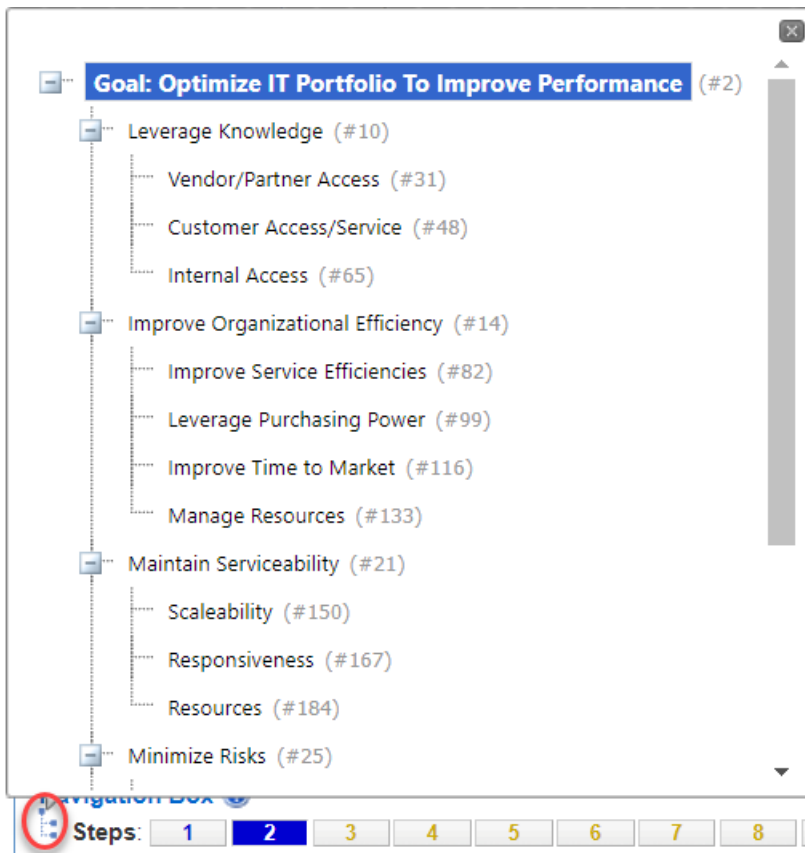 Goal: Optimize IT Portfolio To Improve Performance (#2)
Leverage Knowledge (#10)
Vendor/Partner Access (#31)
Customer Access/Service (#48)
Internal Access (#65)
Improve Organizational Efficiency (#14)
Improve Service Efficiencies (#82)
Leverage Purchasing Power (#99)
Improve Time to Market (#116)
Manage Resources (#133)
Maintain Serviceability (#21)
Scaleability (#150)
Responsiveness (#167)
Resources (#184)
Minimize Risks (#25)
Navigation Box
Steps: 1 2 3 4 5 6 7 8